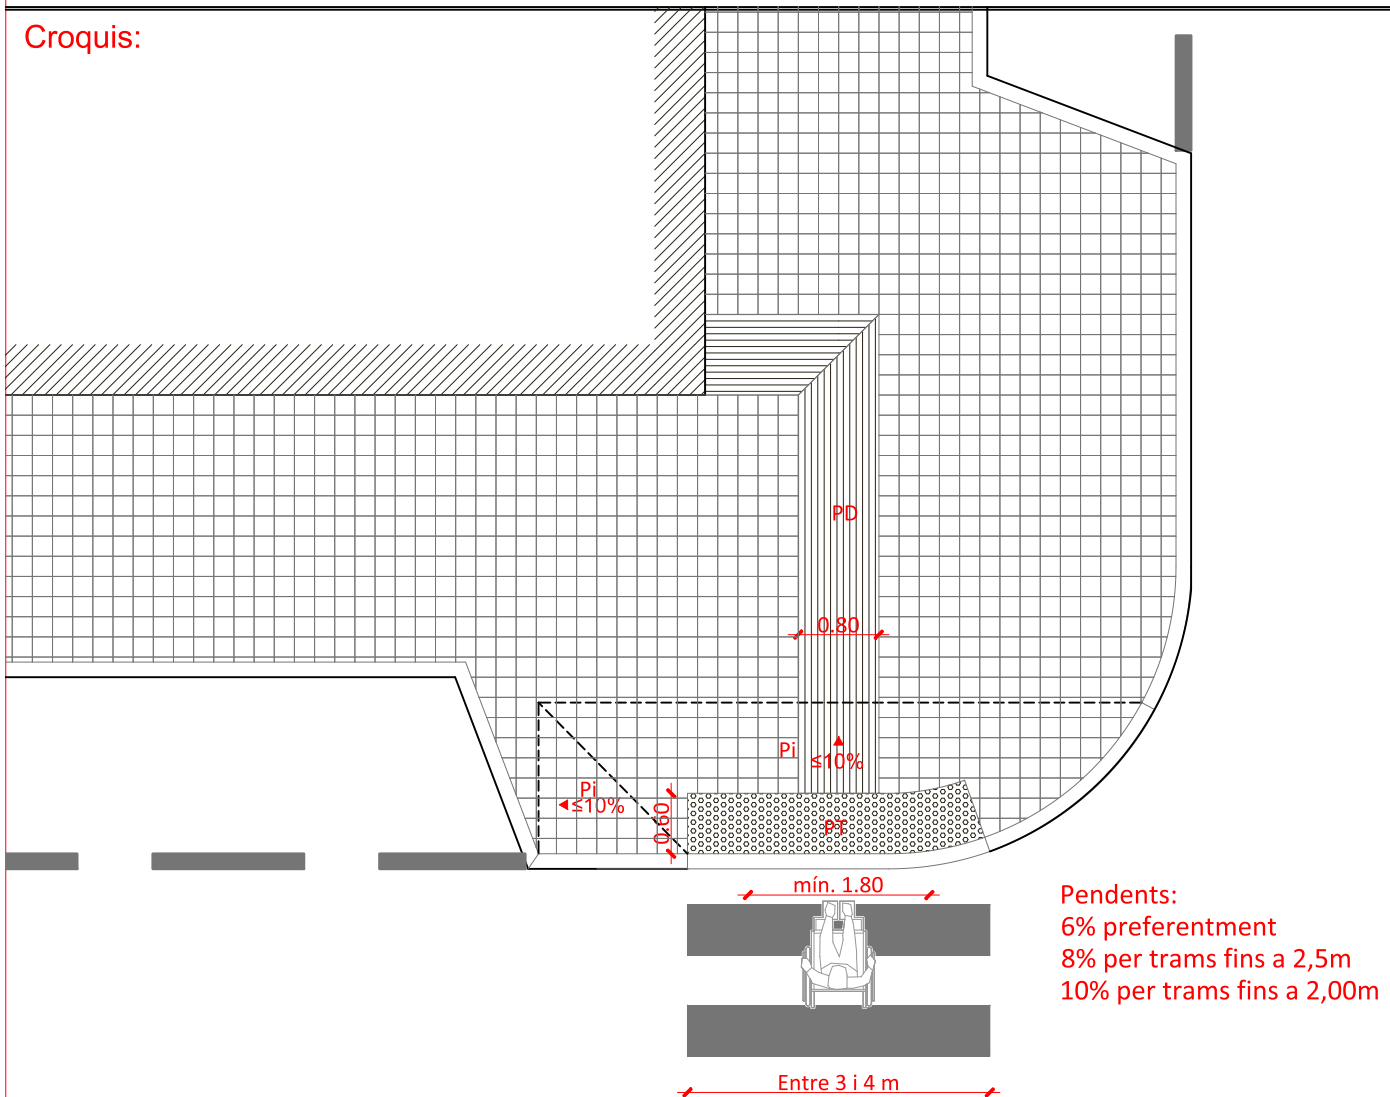 Croquis:
PD
0.80
Pi
≤10%
Pi
≤10%
0.60
PT
mín. 1.80
Pendents:
6% preferentment
8% per trams fins a 2,5m
10% per trams fins a 2,00m
Entre 3 i 4 m